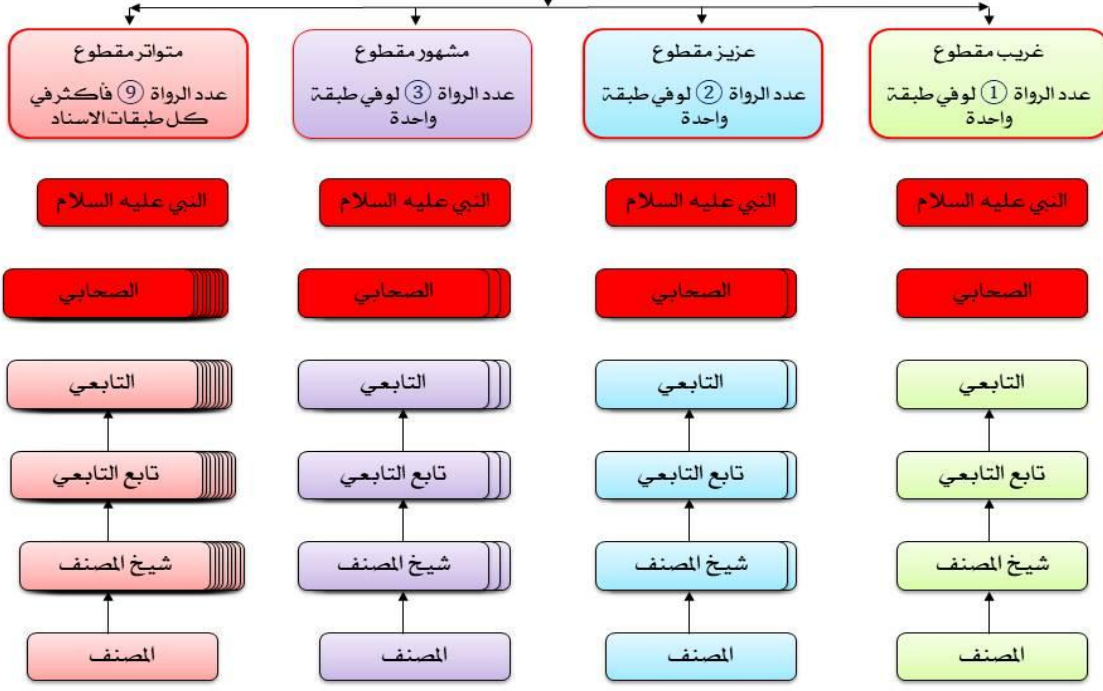 غريب مقطوع
عدد الرواة ① لو في طبقة
واحدة
عزيز مقطوع
عدد الرواة ② لو في طبقة
واحدة
مشهور مقطوع
عدد الرواة ③ لو في طبقة
واحدة
متواتر مقطوع
عدد الرواة ⑨ فأكثر في
كل طبقات الاسناد
النبي عليه السلام
النبي عليه السلام
النبي عليه السلام
النبي عليه السلام
الصحابي
الصحابي
الصحابي
الصحابي
التابعي
التابعي
التابعي
التابعي
تابع التابعي
تابع التابعي
تابع التابعي
تابع التابعي
شيخ المصنف
شيخ المصنف
شيخ المصنف
شيخ المصنف
المصنف
المصنف
المصنف
المصنف